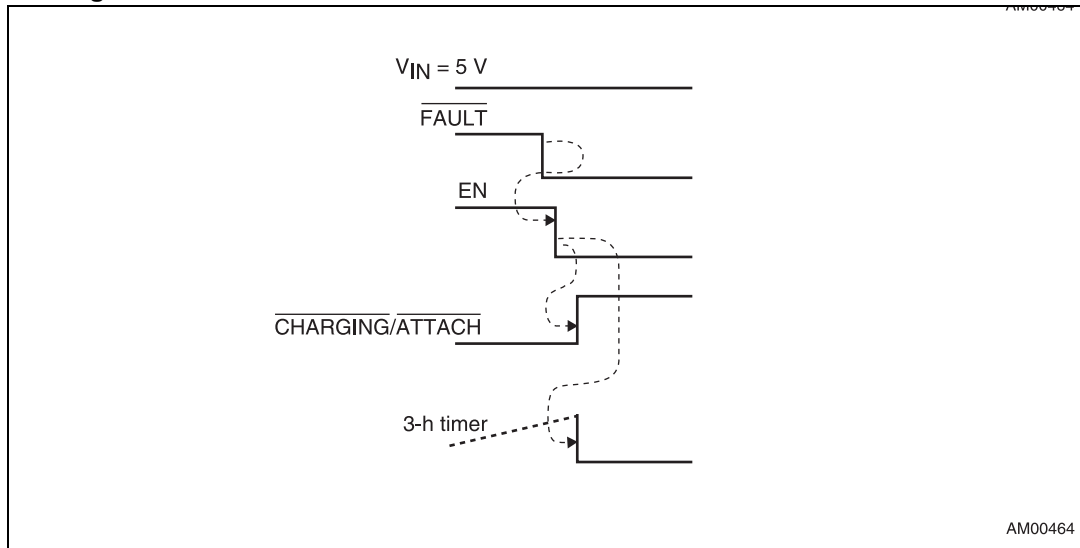 V_IN = 5 V
FAULT
EN
CHARGING/ATTACH
3-h timer
AM00464